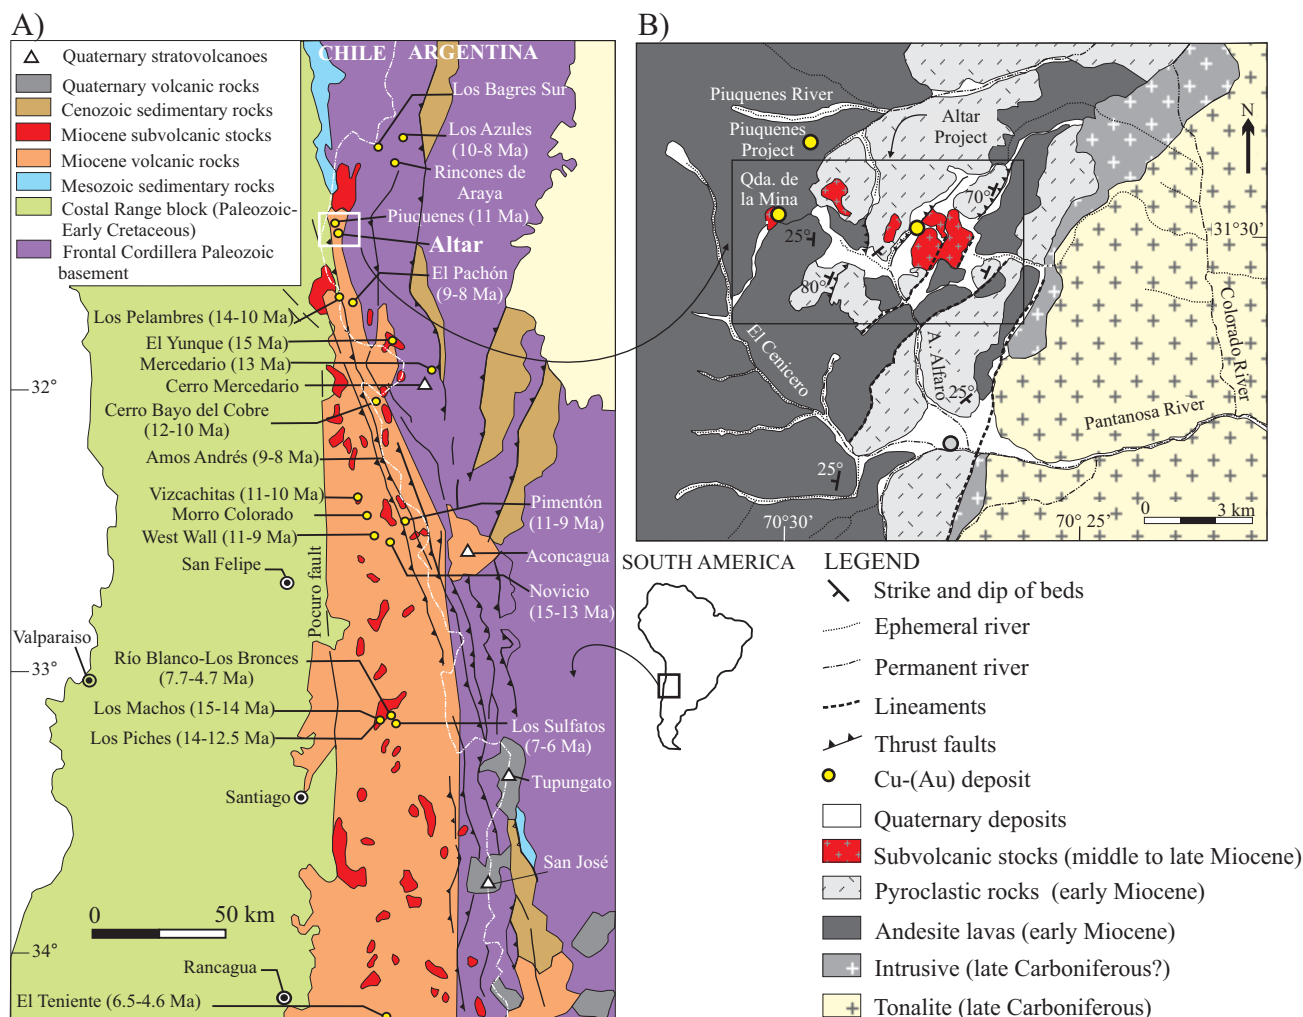 A)
Quaternary stratovolcanoes
Quaternary volcanic rocks
Cenozoic sedimentary rocks
Miocene subvolcanic stocks
Miocene volcanic rocks
Mesozoic sedimentary rocks
Costal Range block (Paleozoic-
Early Cretaceous)
Frontal Cordillera Paleozoic
basement
CHILE
ARGENTINA
Los Bagres Sur
Los Azules
(10-8 Ma)
Rincones de
Araya
Piuquenes (11 Ma)
Altar
El Pachón
(9-8 Ma)
Los Pelambres (14-10 Ma)
El Yunque (15 Ma)
Mercedario (13 Ma)
Cerro Mercedario
32°
Cerro Bayo del Cobre
(12-10 Ma)
Amos Andrés (9-8 Ma)
Vizcachitas (11-10 Ma)
Morro Colorado
West Wall (11-9 Ma)
Pimentón
(11-9 Ma)
Aconcagua
San Felipe
Pocuro fault
Novicio
(15-13 Ma)
Valparaiso
33°
Río Blanco-Los Bronces
(7.7-4.7 Ma)
Los Machos (15-14 Ma)
Los Piches (14-12.5 Ma)
Los Sulfatos
(7-6 Ma)
Tupungato
Santiago
San José
0
50 km
34°
Rancagua
El Teniente (6.5-4.6 Ma)
B)
Piuquenes River
Piuquenes
Project
Altar
Project
N
Qda. de
la Mina
70°
31°30'
25°
80°
El Cenicero
A. Alfaro
Colorado River
25°
Pantanosa River
25°
70°30'
70° 25'
0
3 km
SOUTH AMERICA
LEGEND
Strike and dip of beds
Ephemeral river
Permanent river
Lineaments
Thrust faults
Cu-(Au) deposit
Quaternary deposits
Subvolcanic stocks (middle to late Miocene)
Pyroclastic rocks (early Miocene)
Andesite lavas (early Miocene)
Intrusive (late Carboniferous?)
Tonalite (late Carboniferous)